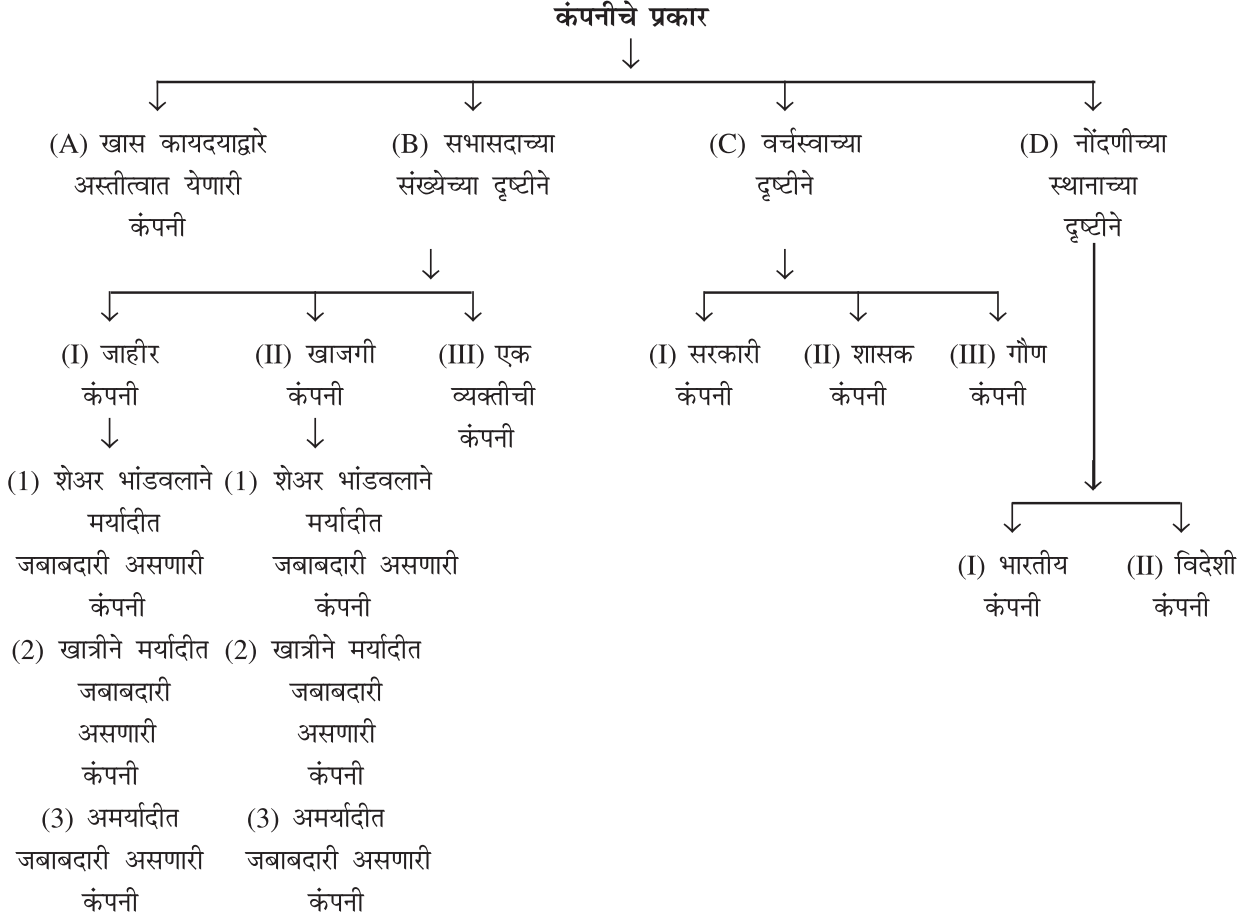 कंपनीचे प्रकार
(A) खास कायदयाद्वारे
अस्तीत्वात येणारी
कंपनी
(B) सभासदाच्या
संख्येच्या दृष्टीने
(C) वर्चस्वाच्या
दृष्टीने
(D) नोंदणीच्या
स्थानाच्या
दृष्टीने
(I) जाहीर
कंपनी
(II) खाजगी
कंपनी
(III) एक
व्यक्तीची
कंपनी
(I) सरकारी
कंपनी
(II) शासक
कंपनी
(III) गौण
कंपनी
(1) शेअर भांडवलाने
मर्यादीत
जबाबदारी असणारी
कंपनी
(2) खात्रीने मर्यादीत
जबाबदारी
असणारी
कंपनी
(3) अमर्यादीत
जबाबदारी असणारी
कंपनी
(1) शेअर भांडवलाने
मर्यादीत
जबाबदारी असणारी
कंपनी
(2) खात्रीने मर्यादीत
जबाबदारी
असणारी
कंपनी
(3) अमर्यादीत
जबाबदारी असणारी
कंपनी
(I) भारतीय
कंपनी
(II) विदेशी
कंपनी